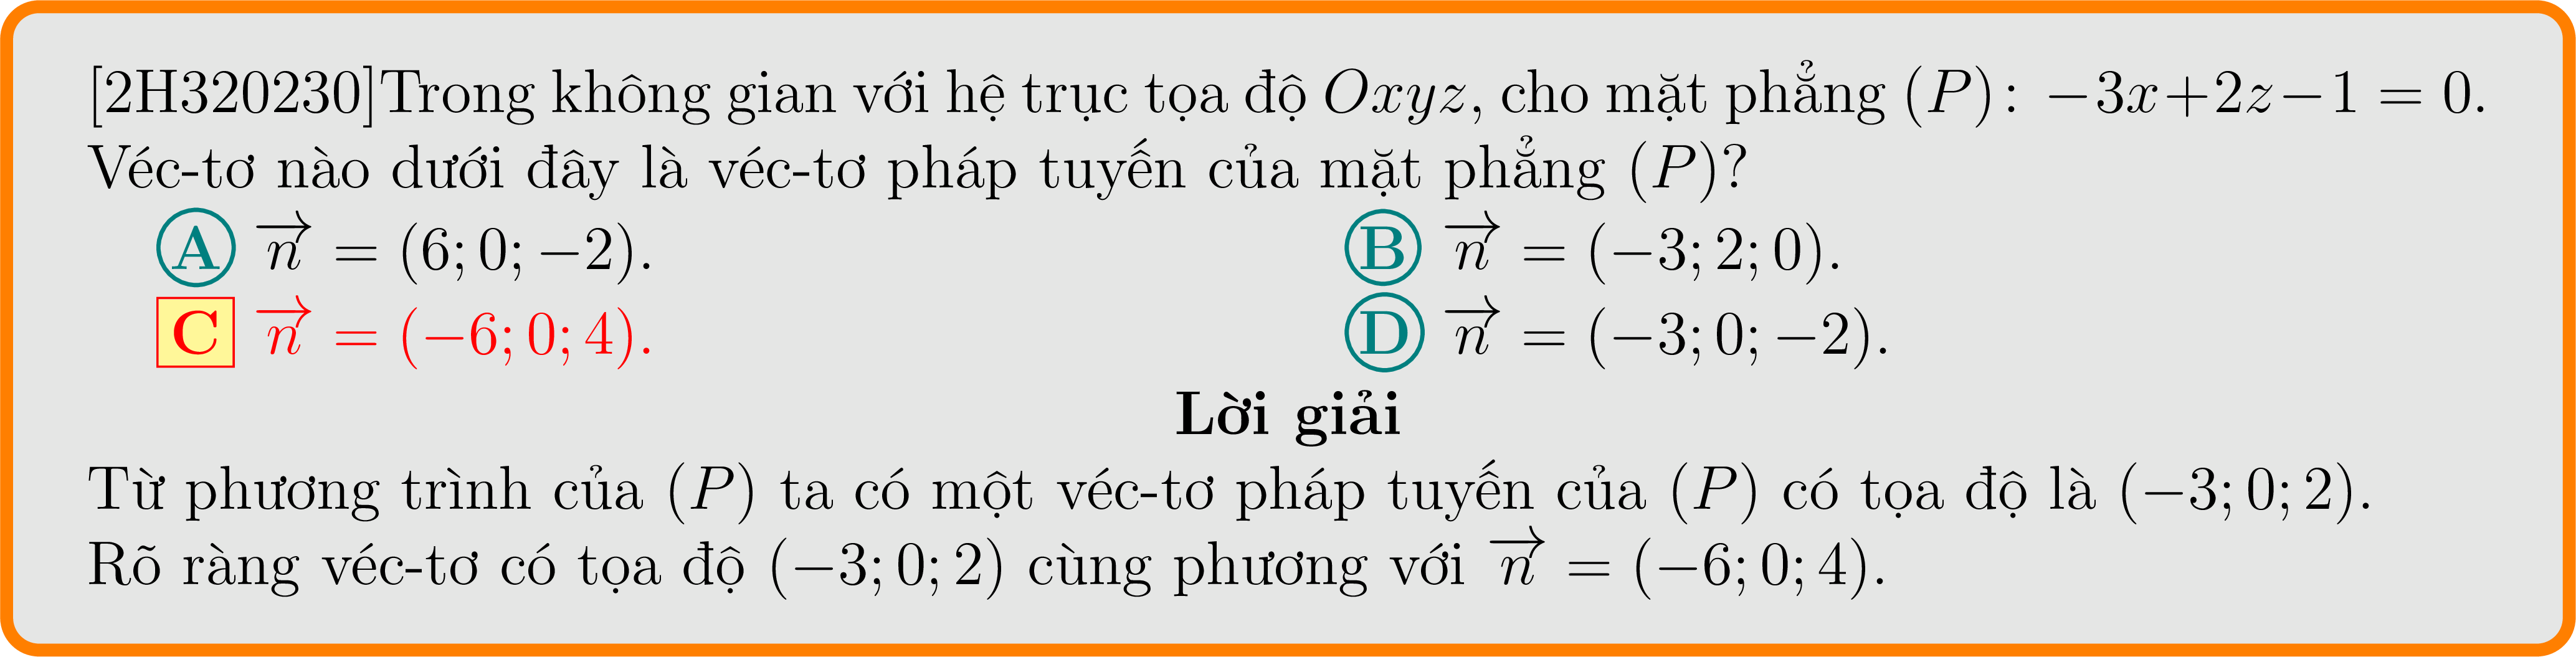 [2H320230]Trong không gian với hệ trục tọa độ Oxyz, cho mặt phẳng (P): −3x+2z−1 = 0.
Véc-tơ nào dưới đây là véc-tơ pháp tuyến của mặt phẳng (P)?
A $\overrightarrow{n}$ = (6; 0; −2). B $\overrightarrow{n}$ = (−3; 2; 0).
C $\overrightarrow{n}$ = (−6; 0; 4). D $\overrightarrow{n}$ = (−3; 0; −2).
Lời giải
Từ phương trình của (P) ta có một véc-tơ pháp tuyến của (P) có tọa độ là (−3; 0; 2).
Rõ ràng véc-tơ có tọa độ (−3; 0; 2) cùng phương với $\overrightarrow{n}$ = (−6; 0; 4).